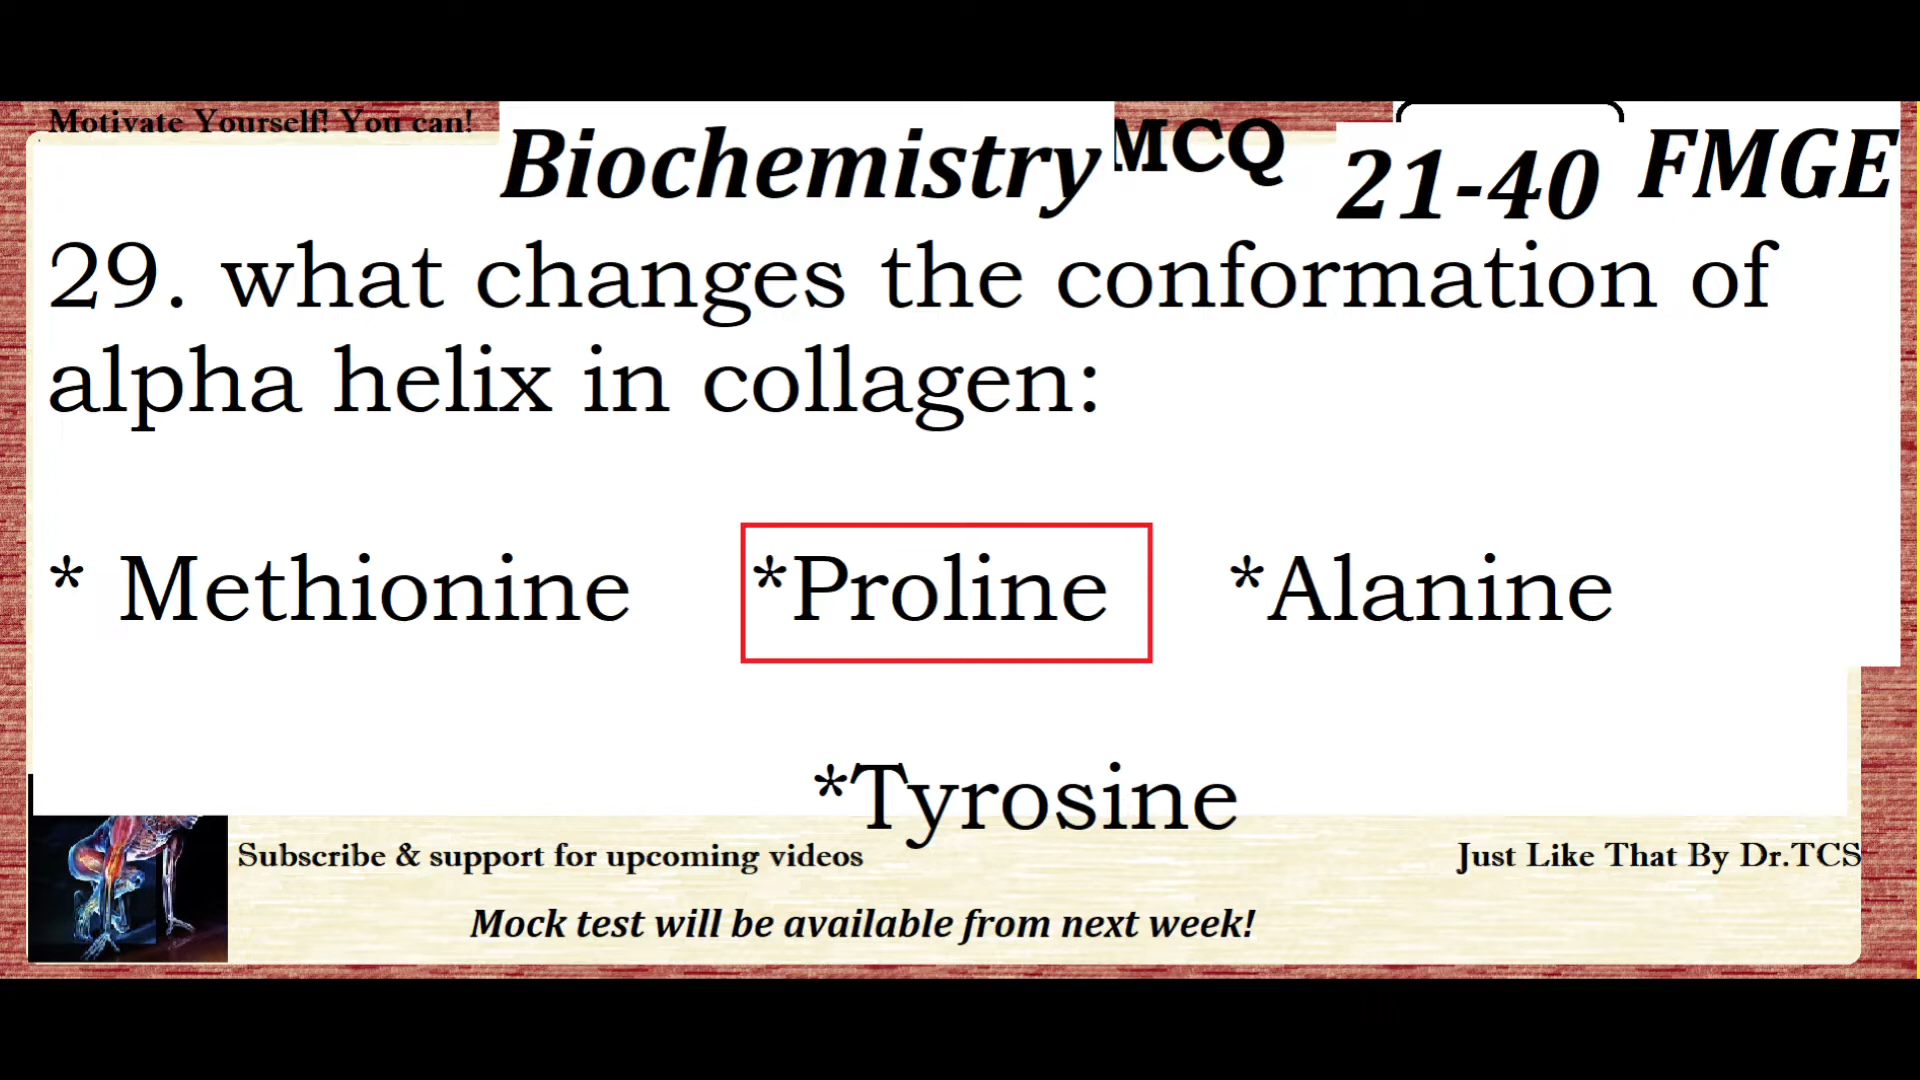 Motivate Yourself! You can!
Biochemistry MCQ 21-40 FMGE
29. what changes the conformation of
alpha helix in collagen:
* Methionine *Proline *Alanine
*Tyrosine
Subscribe & support for upcoming videos
Just Like That By Dr.TCS
Mock test will be available from next week!